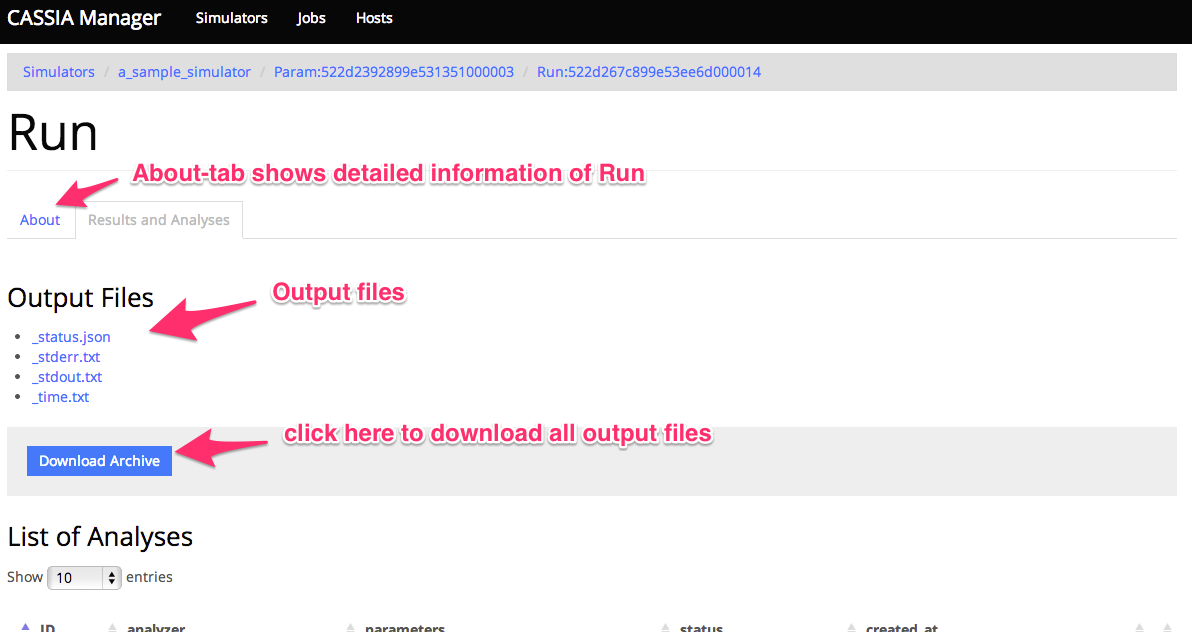 CASSIA Manager Simulators Jobs Hosts
Simulators / a_sample_simulator / Param:522d2392899e531351000003 / Run:522d267c899e53ee6d000014
Run
About-tab shows detailed information of Run
About Results and Analyses
Output Files
Output files
_status.json
_stderr.txt
_stdout.txt
_time.txt
click here to download all output files
Download Archive
List of Analyses
Show 10 entries
ID analyzer parameters status created_at